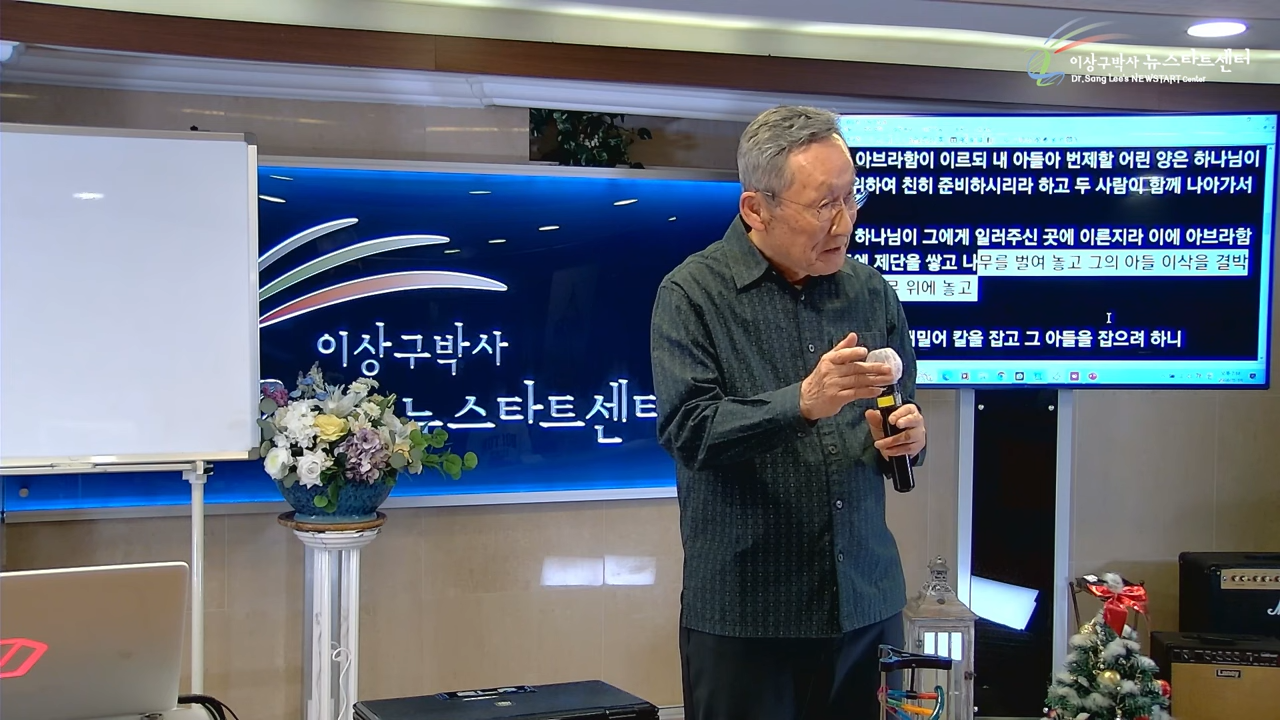 이상구박사 뉴스타트센터
Dr. Sang Lee's NEWSTART Center
아브라함이 이르되 내 아들아 번제할 어린 양은 하나님이
위하여 친히 준비하시리라 하고 두 사람이 함께 나아가서
하나님이 그에게 일러주신 곳에 이른지라 이에 아브라함
제단을 쌓고 나무를 벌여 놓고 그의 아들 이삭을 결박
위에 놓고
내밀어 칼을 잡고 그 아들을 잡으려 하니
이상구박사
뉴스타트센터
Laney